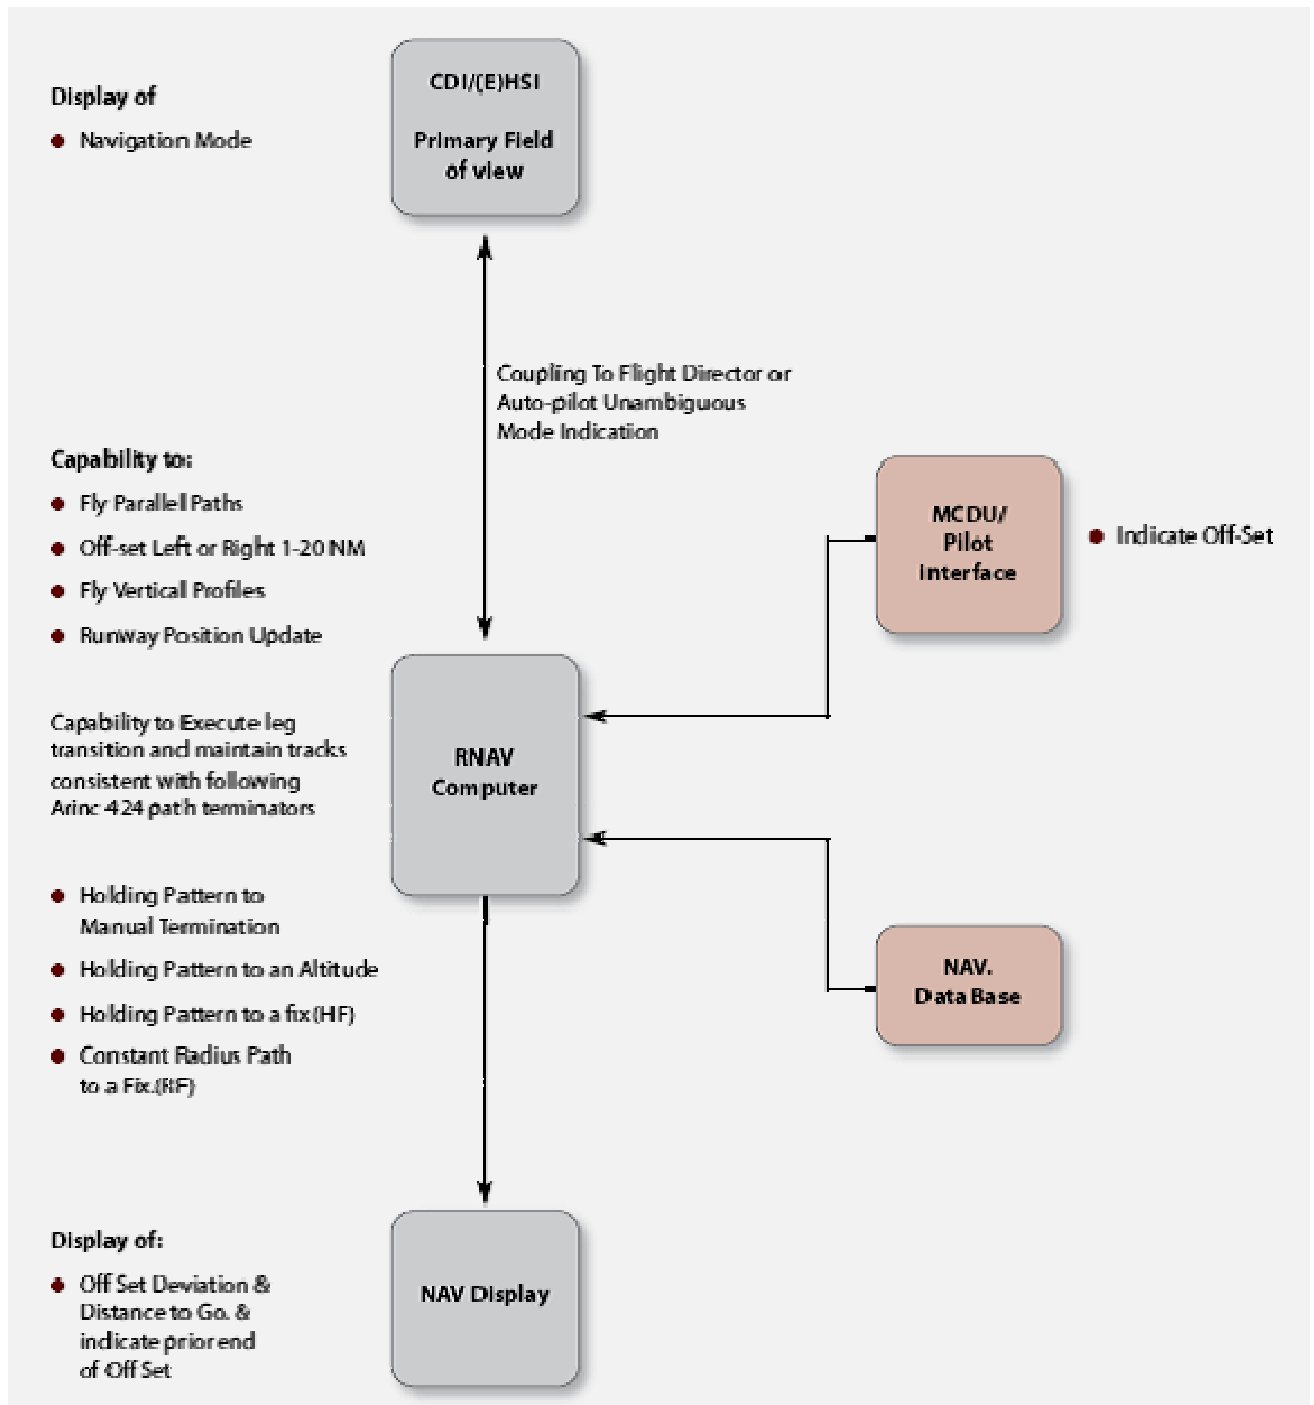 CDI/(E)HSI
Primary Field
of view
Display of
Navigation Mode
Coupling To Flight Director or
Auto-pilot Unambiguous
Mode Indication
Capability to:
Fly Parallel Paths
Off-set Left or Right 1-20 NM
Fly Vertical Profiles
Runway Position Update
MCDU/
Pilot
Interface
Indicate Off-Set
Capability to Execute leg
transition and maintain tracks
consistent with following
Arinc 424 path terminators
RNAV
Computer
Holding Pattern to
Manual Termination
Holding Pattern to an Altitude
Holding Pattern to a fix(HF)
Constant Radius Path
to a Fix.(RF)
NAV.
Data Base
Display of:
Off Set Deviation &
Distance to Go. &
indicate prior end
of Off Set
NAV Display